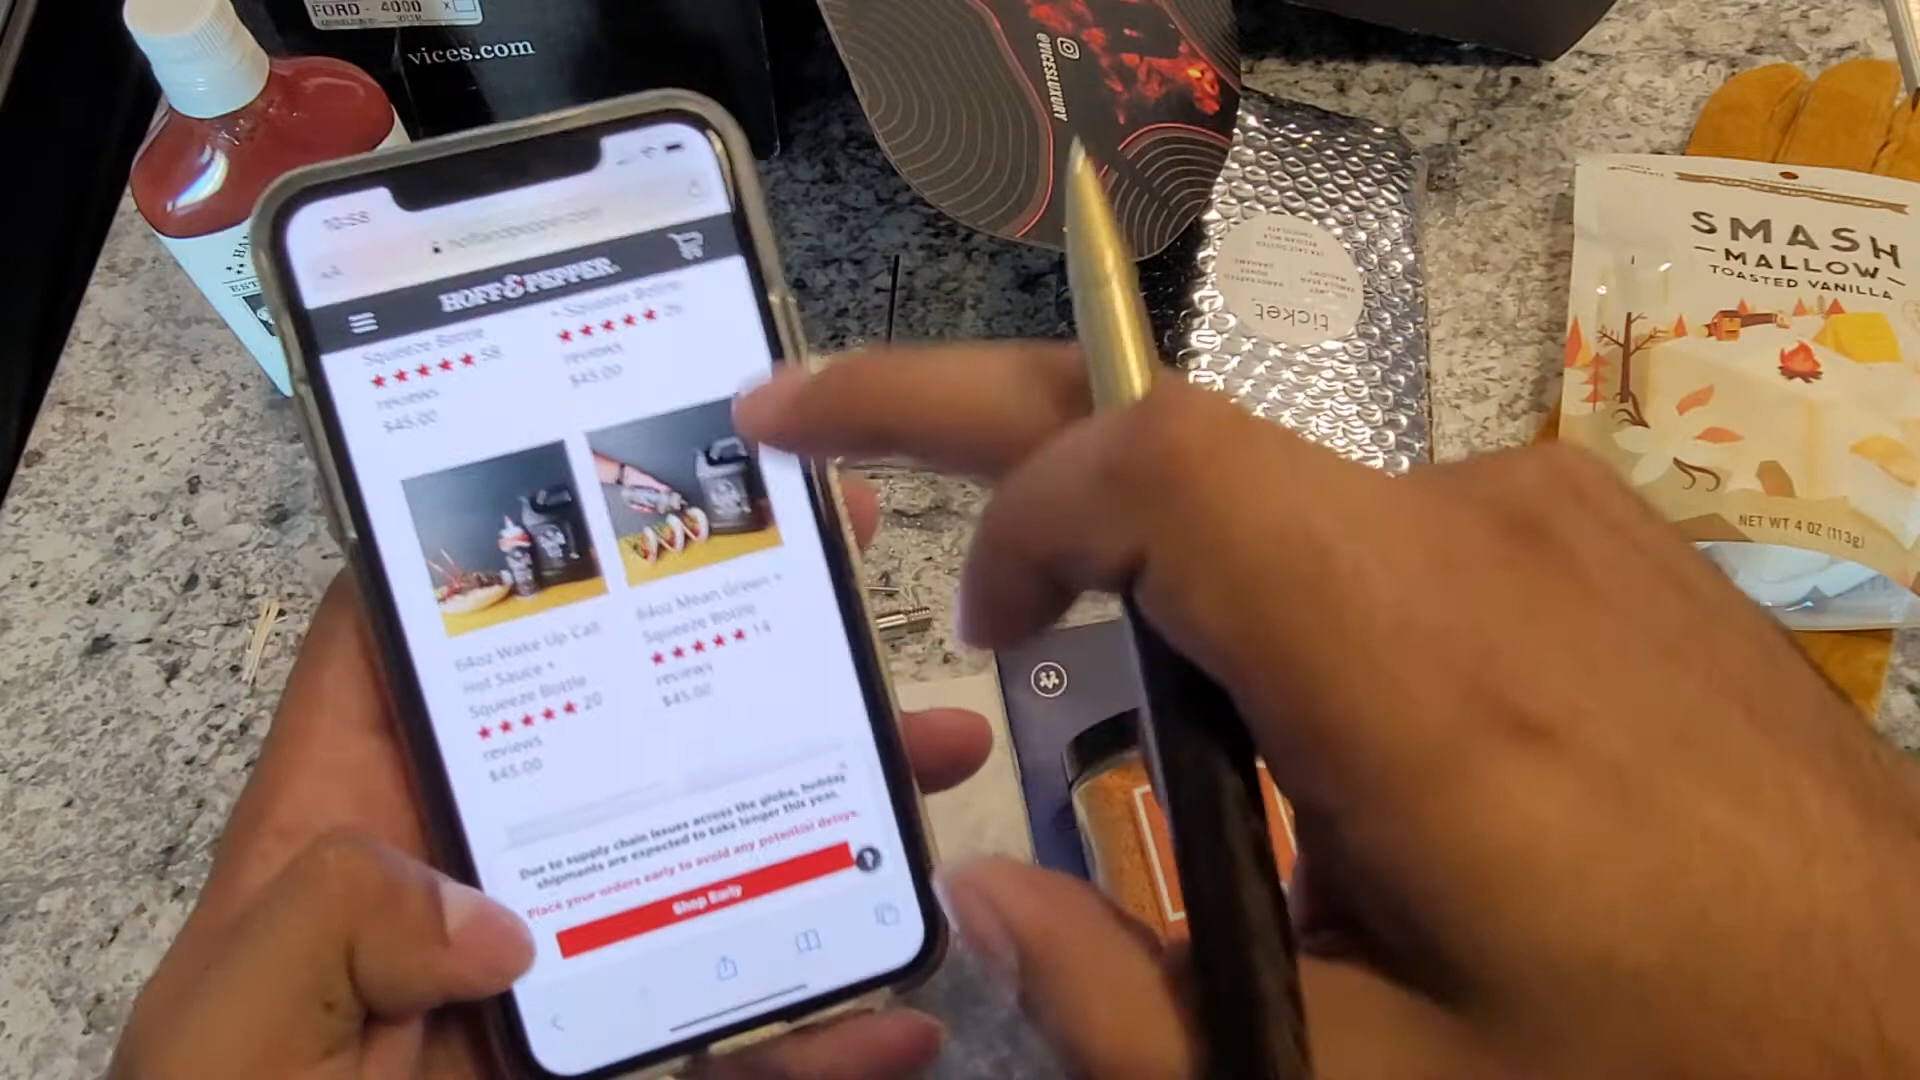 FORD - 4000 X
vices.com
@VICESLUXURY
ticket
SMASH
MALLOW
TOASTED VANILLA
NET WT 4 OZ (113g)
10:58
HOFF & PEPPER
Squeeze Bottle
58
reviews
$45.00
+ Squeeze Bottle
26
reviews
$45.00
64oz Wake Up Call
Hot Sauce +
Squeeze Bottle
20
reviews
$45.00
64oz Mean Green +
Squeeze Bottle
14
reviews
$45.00
Due to supply chain issues across the globe, holiday
shipments are expected to take longer this year.
Place your orders early to avoid any potential delays.
Shop Early